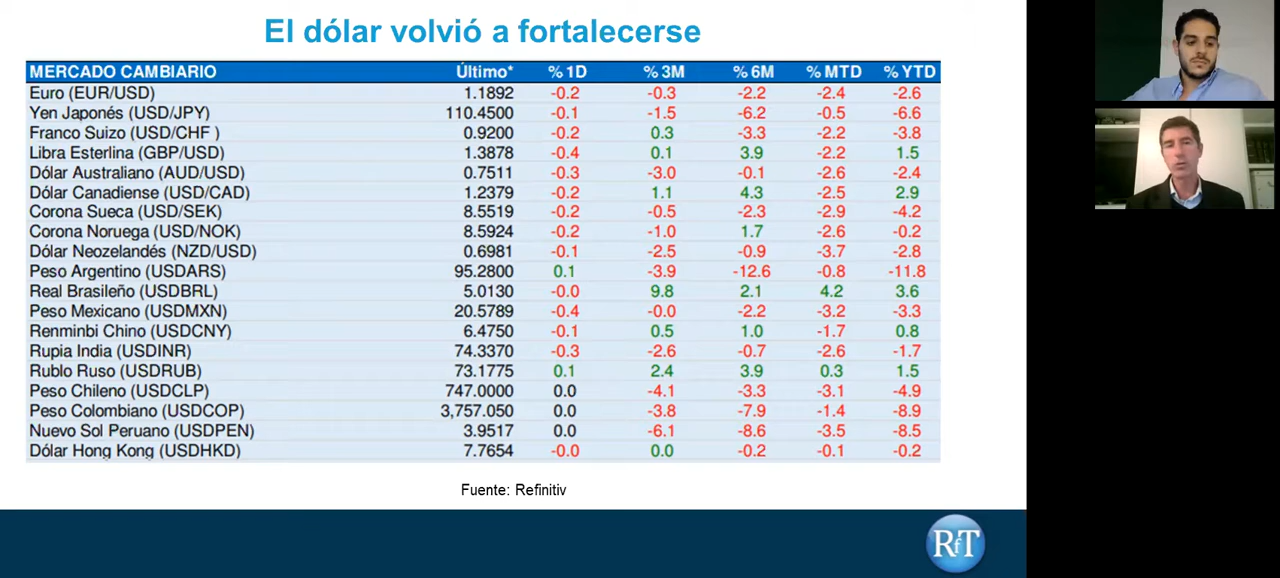 El dólar volvió a fortalecerse
MERCADO CAMBIARIO Último* % 1D % 3M % 6M % MTD % YTD
Euro (EUR/USD) 1.1892 -0.2 -0.3 -2.2 -2.4 -2.6
Yen Japonés (USD/JPY) 110.4500 -0.1 -1.5 -6.2 -0.5 -6.6
Franco Suizo (USD/CHF ) 0.9200 -0.2 0.3 -3.3 -2.2 -3.8
Libra Esterlina (GBP/USD) 1.3878 -0.4 0.1 3.9 -2.2 1.5
Dólar Australiano (AUD/USD) 0.7511 -0.3 -3.0 -0.1 -2.6 -2.4
Dólar Canadiense (USD/CAD) 1.2379 -0.2 1.1 4.3 -2.5 2.9
Corona Sueca (USD/SEK) 8.5519 -0.2 -0.5 -2.3 -2.9 -4.2
Corona Noruega (USD/NOK) 8.5924 -0.2 -1.0 1.7 -2.6 -0.2
Dólar Neozelandés (NZD/USD) 0.6981 -0.1 -2.5 -0.9 -3.7 -2.8
Peso Argentino (USDARS) 95.2800 0.1 -3.9 -12.6 -0.8 -11.8
Real Brasileño (USDBRL) 5.0130 -0.0 9.8 2.1 4.2 3.6
Peso Mexicano (USDMXN) 20.5789 -0.4 -0.0 -2.2 -3.2 -3.3
Renminbi Chino (USDCNY) 6.4750 -0.1 0.5 1.0 -1.7 0.8
Rupia India (USDINR) 74.3370 -0.3 -2.6 -0.7 -2.6 -1.7
Rublo Ruso (USDRUB) 73.1775 0.1 2.4 3.9 0.3 1.5
Peso Chileno (USDCLP) 747.0000 0.0 -4.1 -3.3 -3.1 -4.9
Peso Colombiano (USDCOP) 3,757.050 0.0 -3.8 -7.9 -1.4 -8.9
Nuevo Sol Peruano (USDPEN) 3.9517 0.0 -6.1 -8.6 -3.5 -8.5
Dólar Hong Kong (USDHKD) 7.7654 -0.0 0.0 -0.2 -0.1 -0.2
Fuente: Refinitiv
RfT